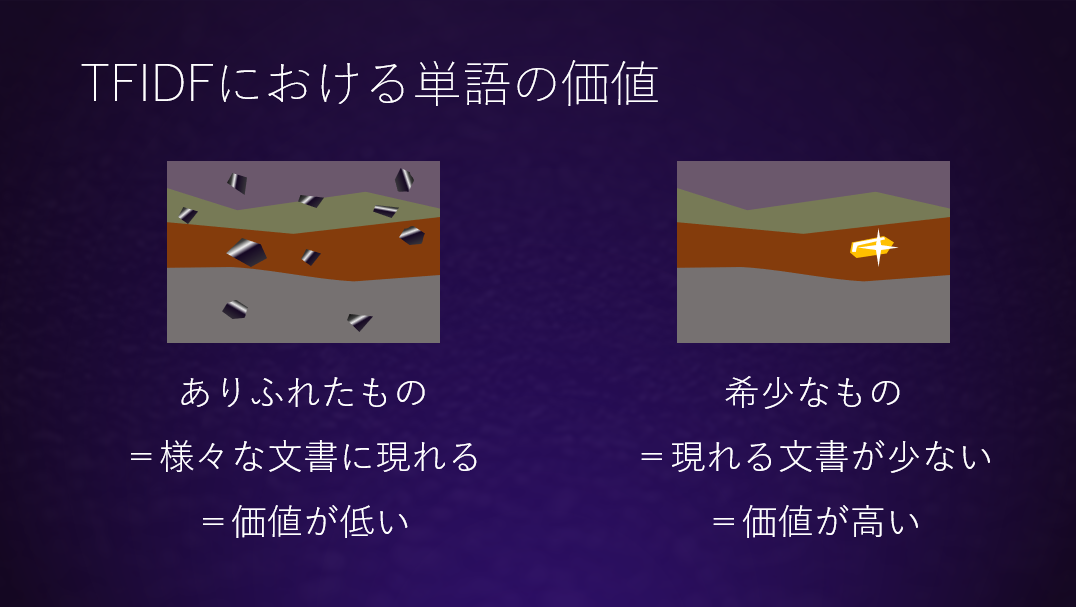 TFIDFにおける単語の価値
ありふれたもの
＝様々な文書に現れる
＝価値が低い
希少なもの
＝現れる文書が少ない
＝価値が高い